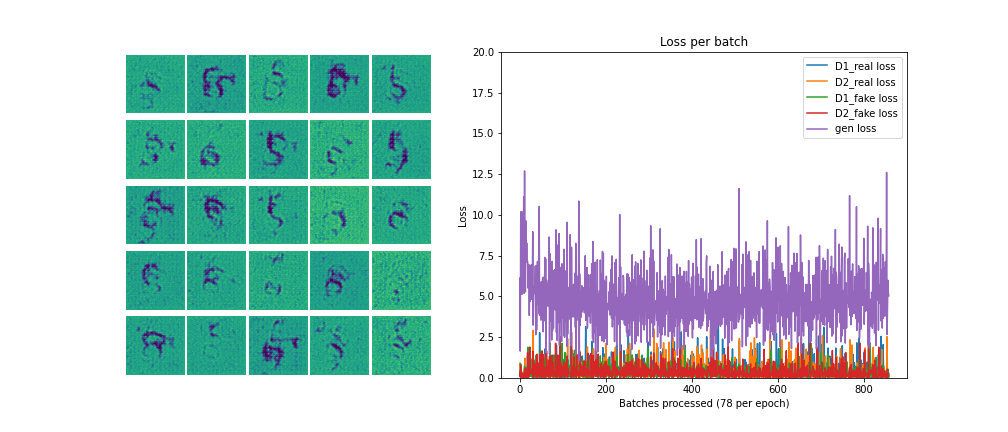 Loss per batch
20.0
17.5
15.0
12.5
10.0
7.5
5.0
2.5
0.0
Loss
D1_real loss
D2_real loss
D1_fake loss
D2_fake loss
gen loss
0
200
400
600
800
Batches processed (78 per epoch)